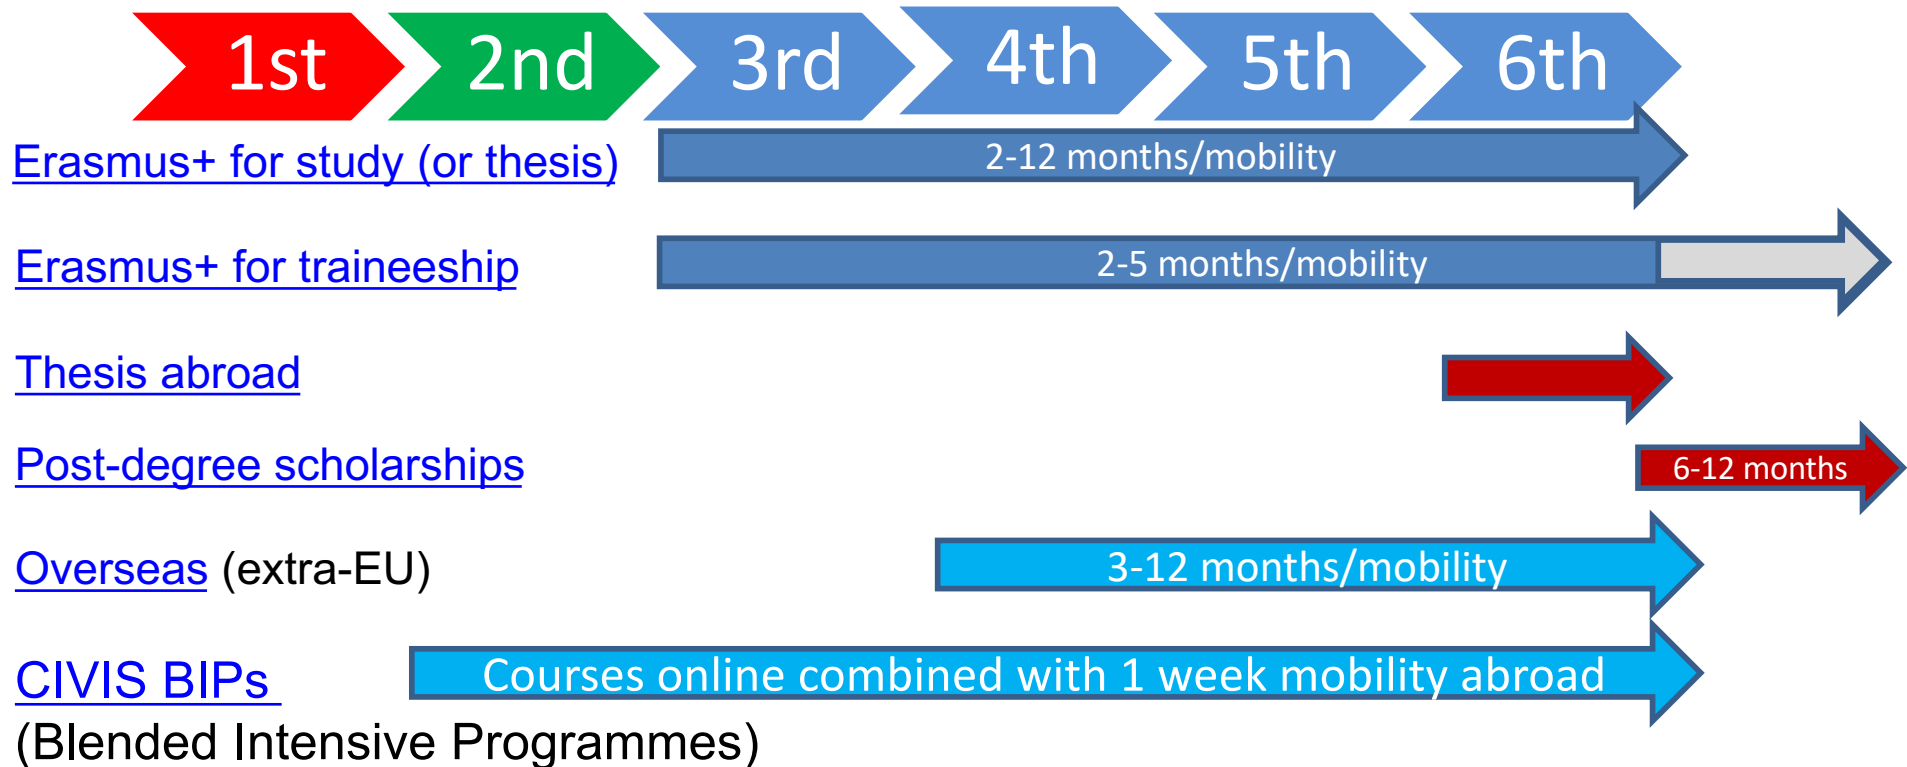 1st 2nd 3rd 4th 5th 6th
Erasmus+ for study (or thesis) 2-12 months/mobility
Erasmus+ for traineeship 2-5 months/mobility
Thesis abroad
Post-degree scholarships 6-12 months
Overseas (extra-EU) 3-12 months/mobility
CIVIS BIPs Courses online combined with 1 week mobility abroad
(Blended Intensive Programmes)